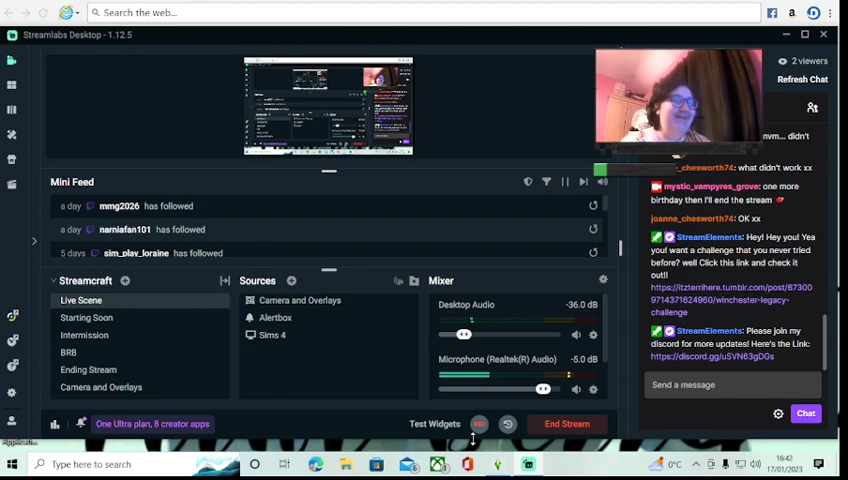 Search the web...
Streamlabs Desktop - 1.12.5
2 viewers
Refresh Chat
Mini Feed
a day mmg2026 has followed
a day narniafan101 has followed
5 days sim_play_loraine has followed
Streamcraft
Live Scene
Starting Soon
Intermission
BRB
Ending Stream
Camera and Overlays
Sources
Camera and Overlays
Alertbox
Sims 4
Mixer
Desktop Audio -36.0 dB
Microphone (Realtek(R) Audio) -5.0 dB
nvm... didn't
_chesworth74: what didn't work xx
mystic_vampyres_grove: one more
birthday then I'll end the stream
joanne_chesworth74: OK xx
StreamElements: Hey! Hey you! Yea
you! want a challenge that you never tried
before? well Click this link and check it
out!!
https://itzterrihere.tumblr.com/post/67300
9714371624960/winchester-legacy-
challenge
StreamElements: Please join my
discord for more updates! Here's the Link:
https://discord.gg/uSVN63gDGs
Send a message
Chat
One Ultra plan, 8 creator apps
Test Widgets
REC
End Stream
Applicati...
Type here to search
0°C
16:42
17/01/2023